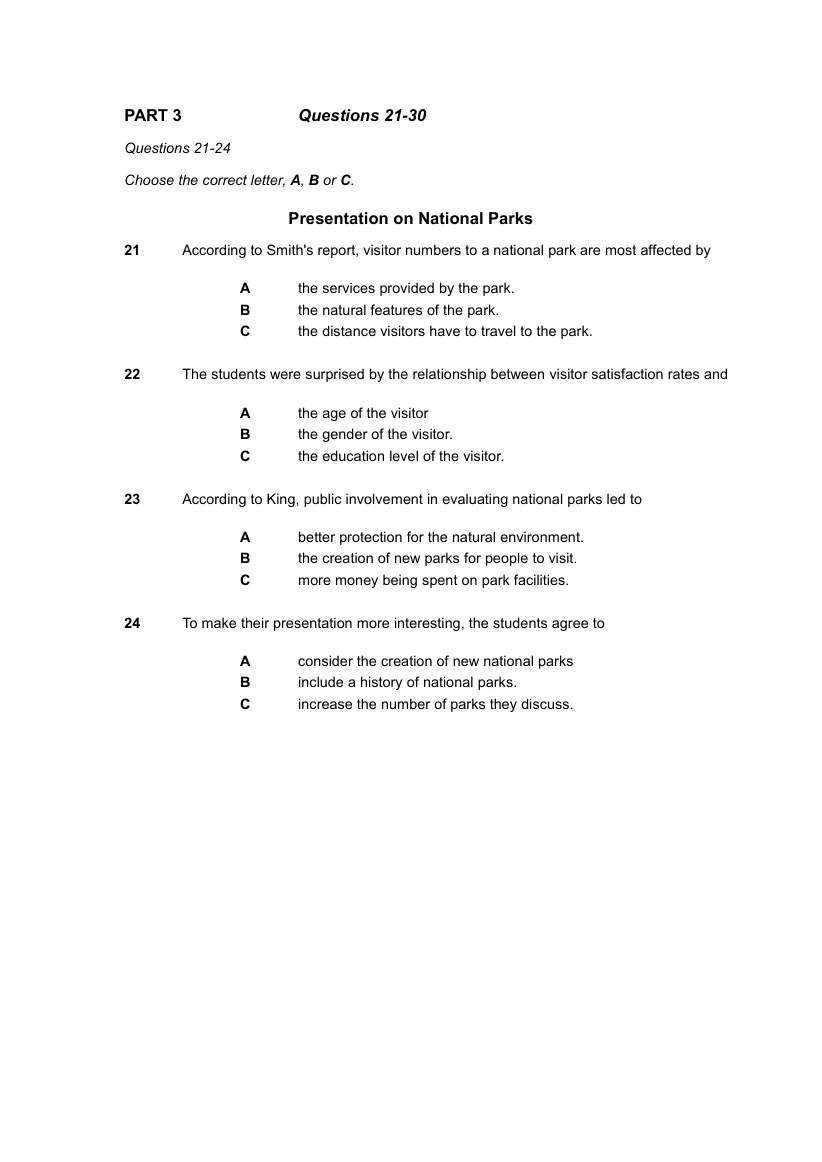 PART 3 Questions 21-30
Questions 21-24
Choose the correct letter, A, B or C.
Presentation on National Parks
21 According to Smith's report, visitor numbers to a national park are most affected by
A the services provided by the park.
B the natural features of the park.
C the distance visitors have to travel to the park.
22 The students were surprised by the relationship between visitor satisfaction rates and
A the age of the visitor
B the gender of the visitor.
C the education level of the visitor.
23 According to King, public involvement in evaluating national parks led to
A better protection for the natural environment.
B the creation of new parks for people to visit.
C more money being spent on park facilities.
24 To make their presentation more interesting, the students agree to
A consider the creation of new national parks
B include a history of national parks.
C increase the number of parks they discuss.